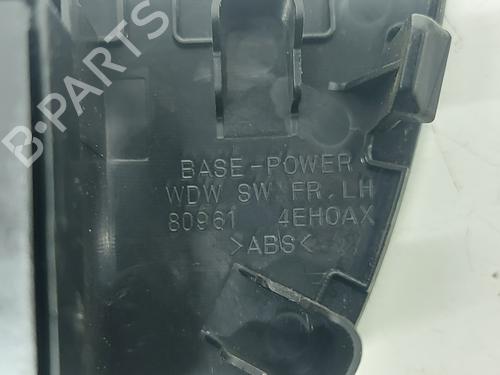 BASE-POWER
WDW SW FR, LH
80961 4EH0AX
>ABS<
B-PARTS